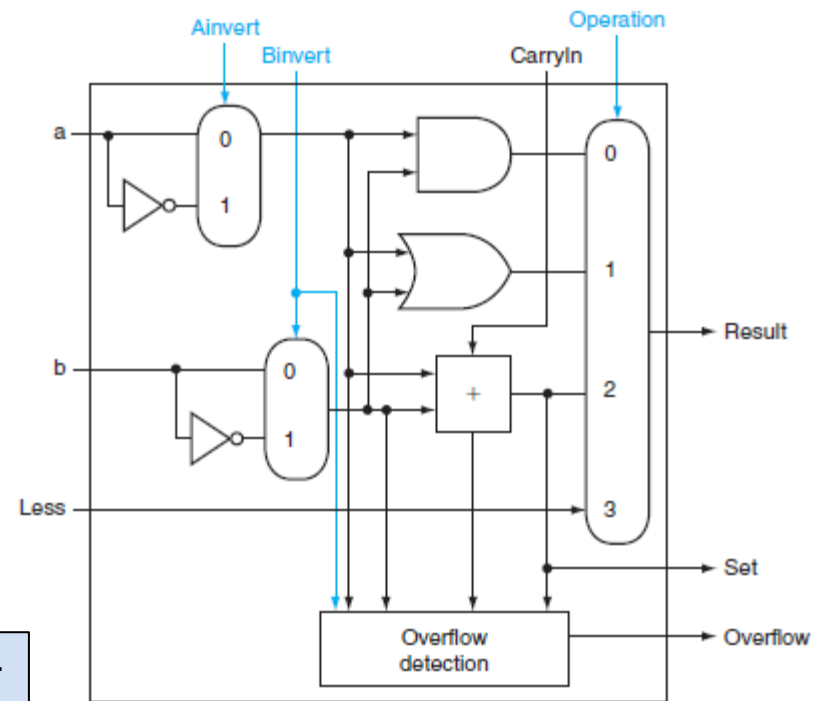 Ainvert
Operation
Binvert
CarryIn
a
0
0
1
1
Result
b
0
+
2
1
Less
3
Set
Overflow detection
Overflow